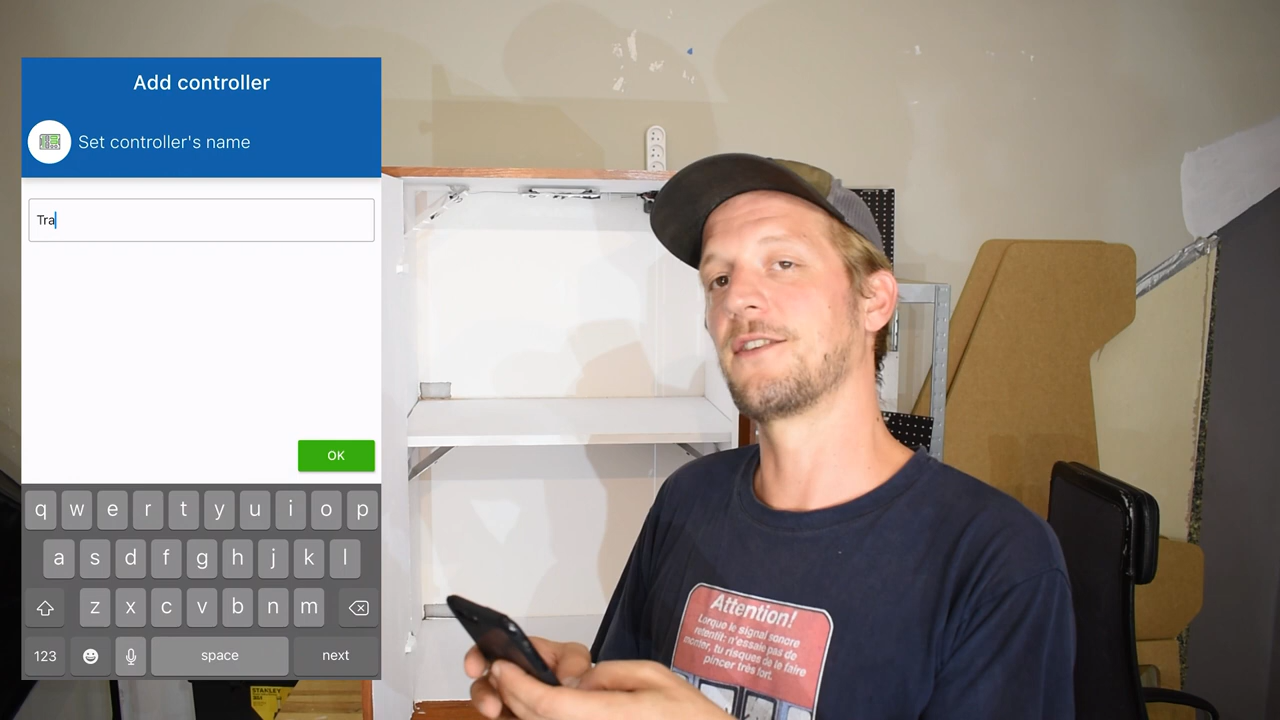 Add controller
Set controller's name
Tra
OK
q w e r t y u i o p
a s d f g h j k l
z x c v b n m
123 space next
Attention!
Lorque le signal sonore
retentit: n'essaie pas de
monter, tu risques de te faire
pincer très fort.
STANLEY